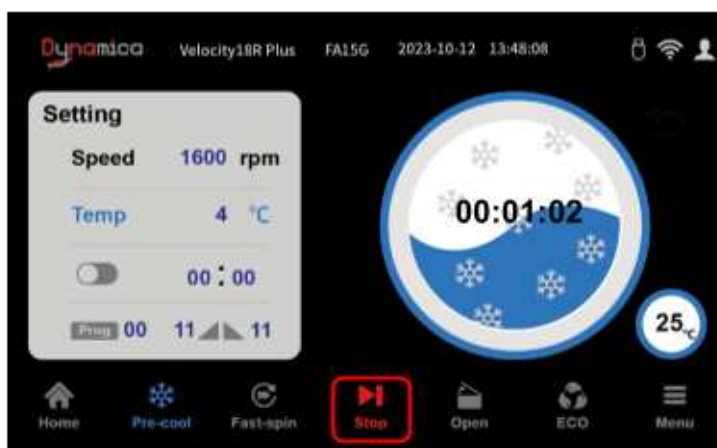 Dynamica Velocity18R Plus FA15G 2023-10-12 13:48:08
Setting
Speed 1600 rpm
Temp 4 °C
00:00
Prog 00 11 11
00:01:02
25℃
Home Pre-cool Fast-spin Stop Open ECO Menu